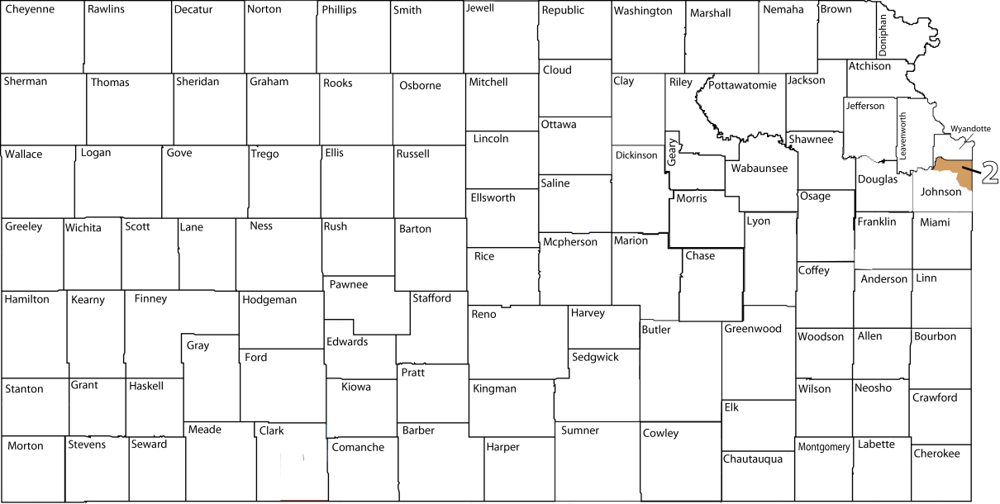 Cheyenne Rawlins Decatur Norton Phillips Smith Jewell Republic Washington Marshall Nemaha Brown Doniphan
Sherman Thomas Sheridan Graham Rooks Osborne Mitchell Cloud Clay Riley Pottawatomie Jackson Atchison
Lincoln Ottawa Geary Shawnee Jefferson Leavenworth Wyandotte
Wallace Logan Gove Trego Ellis Russell Dickinson Wabaunsee Douglas 2
Ellsworth Saline Morris Osage Johnson
Greeley Wichita Scott Lane Ness Rush Barton Lyon Franklin Miami
Rice Mcpherson Marion Chase
Pawnee Coffey Anderson Linn
Hamilton Kearny Finney Hodgeman Stafford
Reno Harvey Butler Greenwood
Gray Edwards Woodson Allen Bourbon
Ford Sedgwick
Pratt
Stanton Grant Haskell Kiowa Kingman Wilson Neosho Crawford
Elk
Meade Clark Barber Sumner Cowley
Morton Stevens Seward Comanche Harper Montgomery Labette Cherokee
Chautauqua